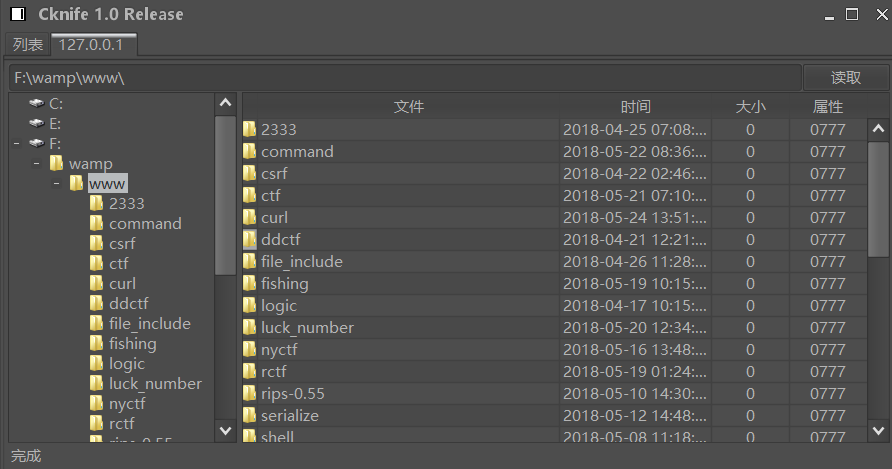 Cknife 1.0 Release
列表 127.0.0.1
F:\wamp\www\ 读取
C:
E:
F:
wamp
www
2333
command
csrf
ctf
curl
ddctf
file_include
fishing
logic
luck_number
nyctf
rctf
rips-0.55
文件 时间 大小 属性
2333 2018-04-25 07:08:... 0 0777
command 2018-05-22 08:36:... 0 0777
csrf 2018-04-22 02:46:... 0 0777
ctf 2018-05-21 07:10:... 0 0777
curl 2018-05-24 13:51:... 0 0777
ddctf 2018-04-21 12:21:... 0 0777
file_include 2018-04-26 11:28:... 0 0777
fishing 2018-05-19 10:15:... 0 0777
logic 2018-04-17 10:15:... 0 0777
luck_number 2018-05-20 12:34:... 0 0777
nyctf 2018-05-16 13:48:... 0 0777
rctf 2018-05-19 01:24:... 0 0777
rips-0.55 2018-05-10 14:30:... 0 0777
serialize 2018-05-12 14:48:... 0 0777
shell 2018-05-08 11:18:... 0 0777
完成